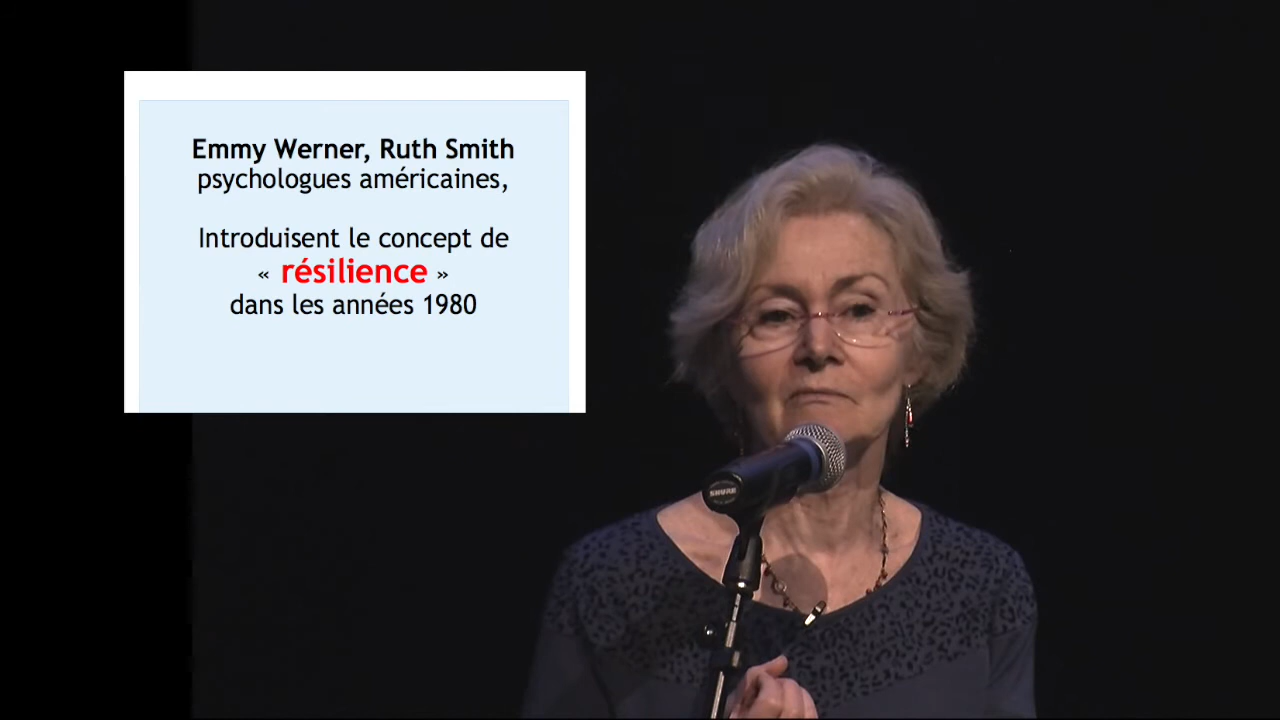 Emmy Werner, Ruth Smith
psychologues américaines,
Introduisent le concept de
« résilience »
dans les années 1980
SHURE